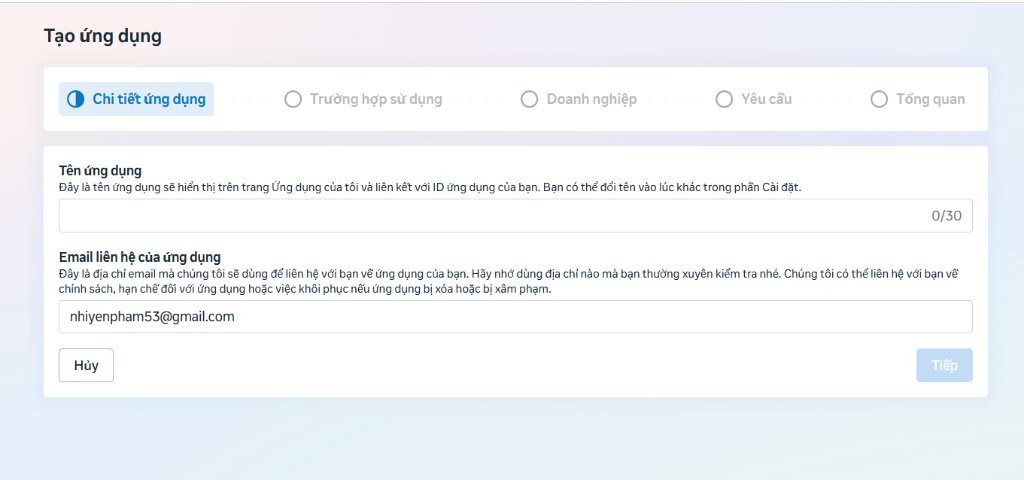 Tạo ứng dụng
Chi tiết ứng dụng
Trường hợp sử dụng
Doanh nghiệp
Yêu cầu
Tổng quan
Tên ứng dụng
Đây là tên ứng dụng sẽ hiển thị trên trang Ứng dụng của tôi và liên kết với ID ứng dụng của bạn. Bạn có thể đổi tên vào lúc khác trong phần Cài đặt.
0/30
Email liên hệ của ứng dụng
Đây là địa chỉ email mà chúng tôi sẽ dùng để liên hệ với bạn về ứng dụng của bạn. Hãy nhớ dùng địa chỉ nào mà bạn thường xuyên kiểm tra nhé. Chúng tôi có thể liên hệ với bạn về
chính sách, hạn chế đối với ứng dụng hoặc việc khôi phục nếu ứng dụng bị xóa hoặc bị xâm phạm.
nhiyenpham53@gmail.com
Hủy
Tiếp